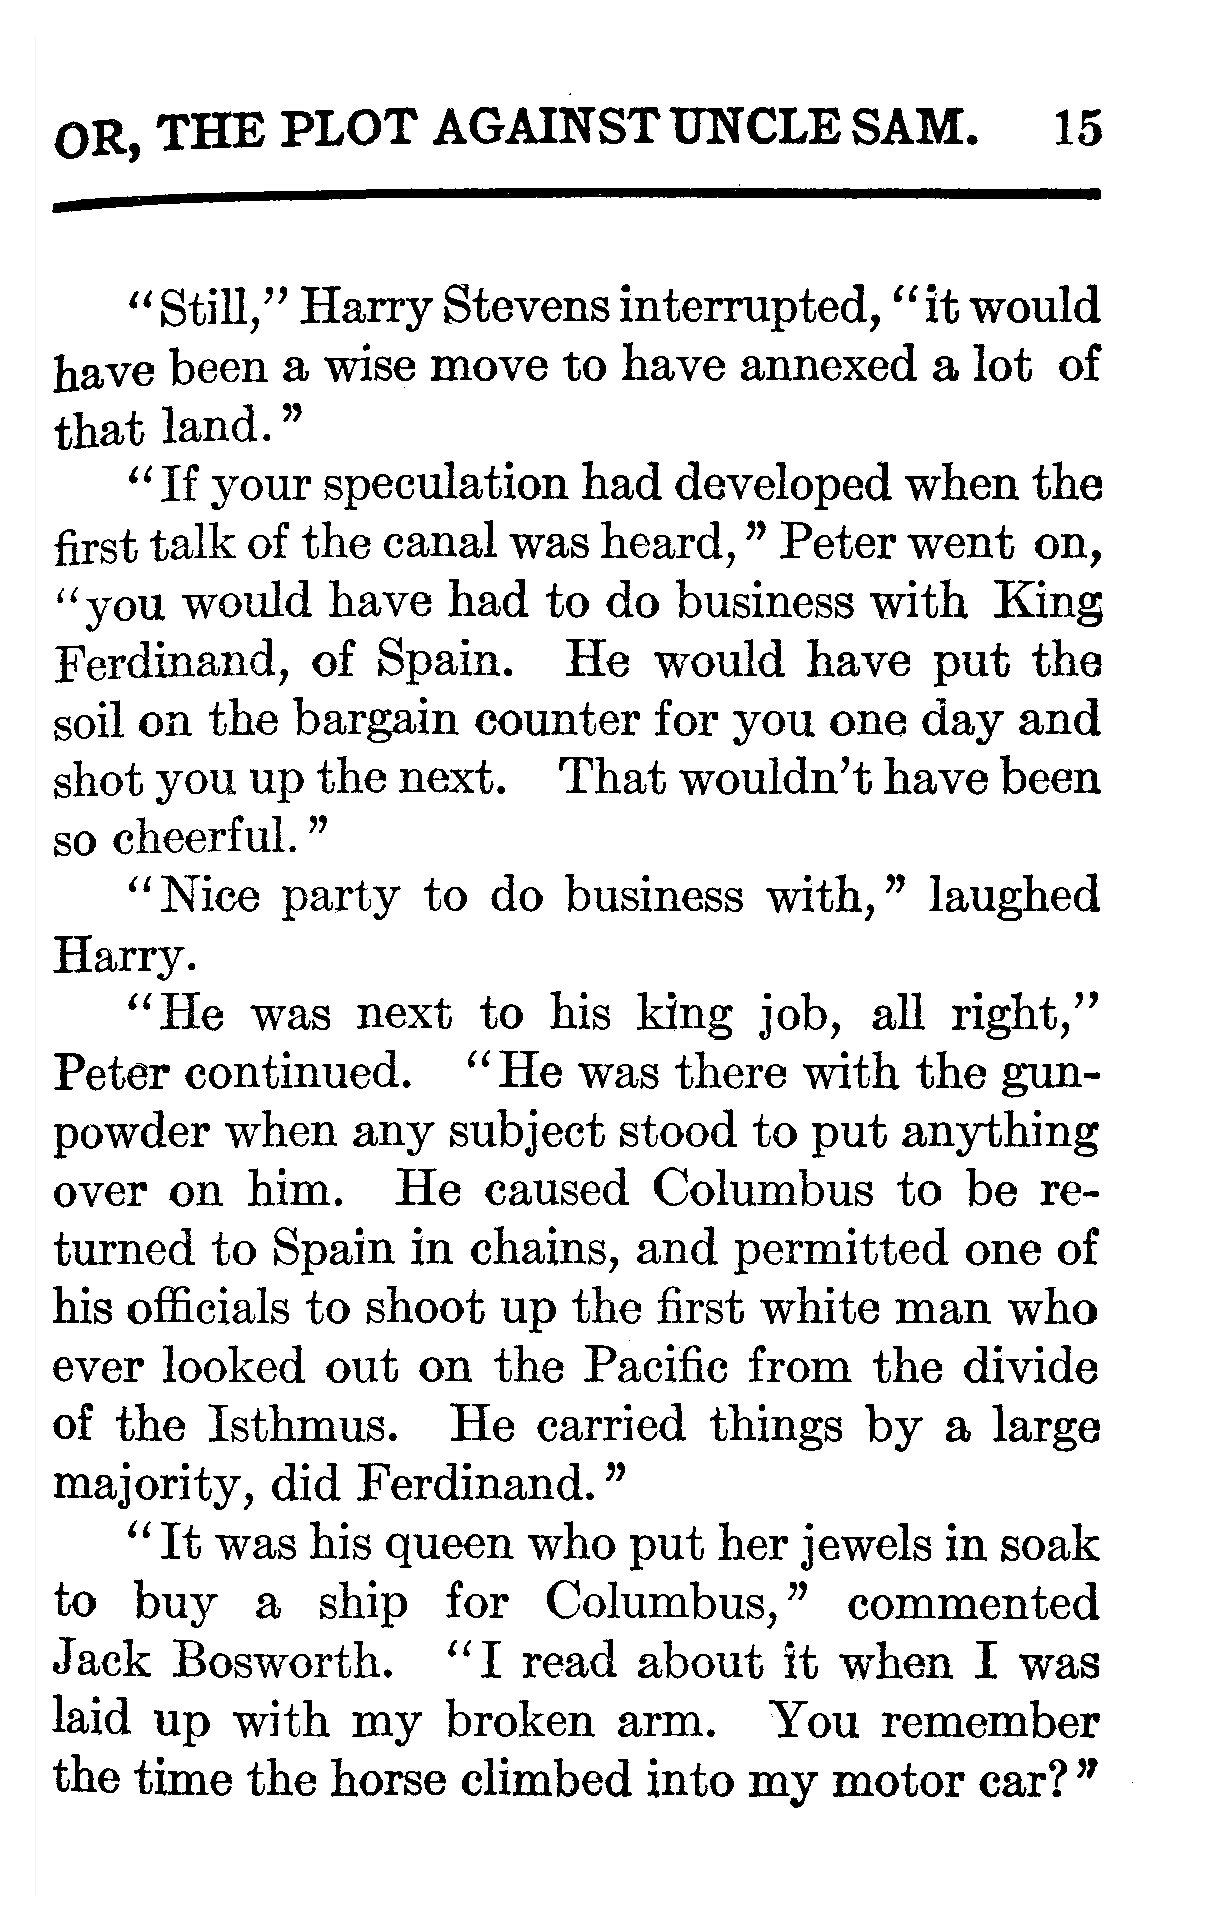 OR, THE PLOT AGAINST UNCLE SAM. 15
"Still," Harry Stevens interrupted, "it would
have been a wise move to have annexed a lot of
that land."
"If your speculation had developed when the
first talk of the canal was heard," Peter went on,
"you would have had to do business with King
Ferdinand, of Spain. He would have put the
soil on the bargain counter for you one day and
shot you up the next. That wouldn't have been
so cheerful."
"Nice party to do business with," laughed
Harry.
"He was next to his king job, all right,"
Peter continued. "He was there with the gun-
powder when any subject stood to put anything
over on him. He caused Columbus to be re-
turned to Spain in chains, and permitted one of
his officials to shoot up the first white man who
ever looked out on the Pacific from the divide
of the Isthmus. He carried things by a large
majority, did Ferdinand."
"It was his queen who put her jewels in soak
to buy a ship for Columbus," commented
Jack Bosworth. "I read about it when I was
laid up with my broken arm. You remember
the time the horse climbed into my motor car?"